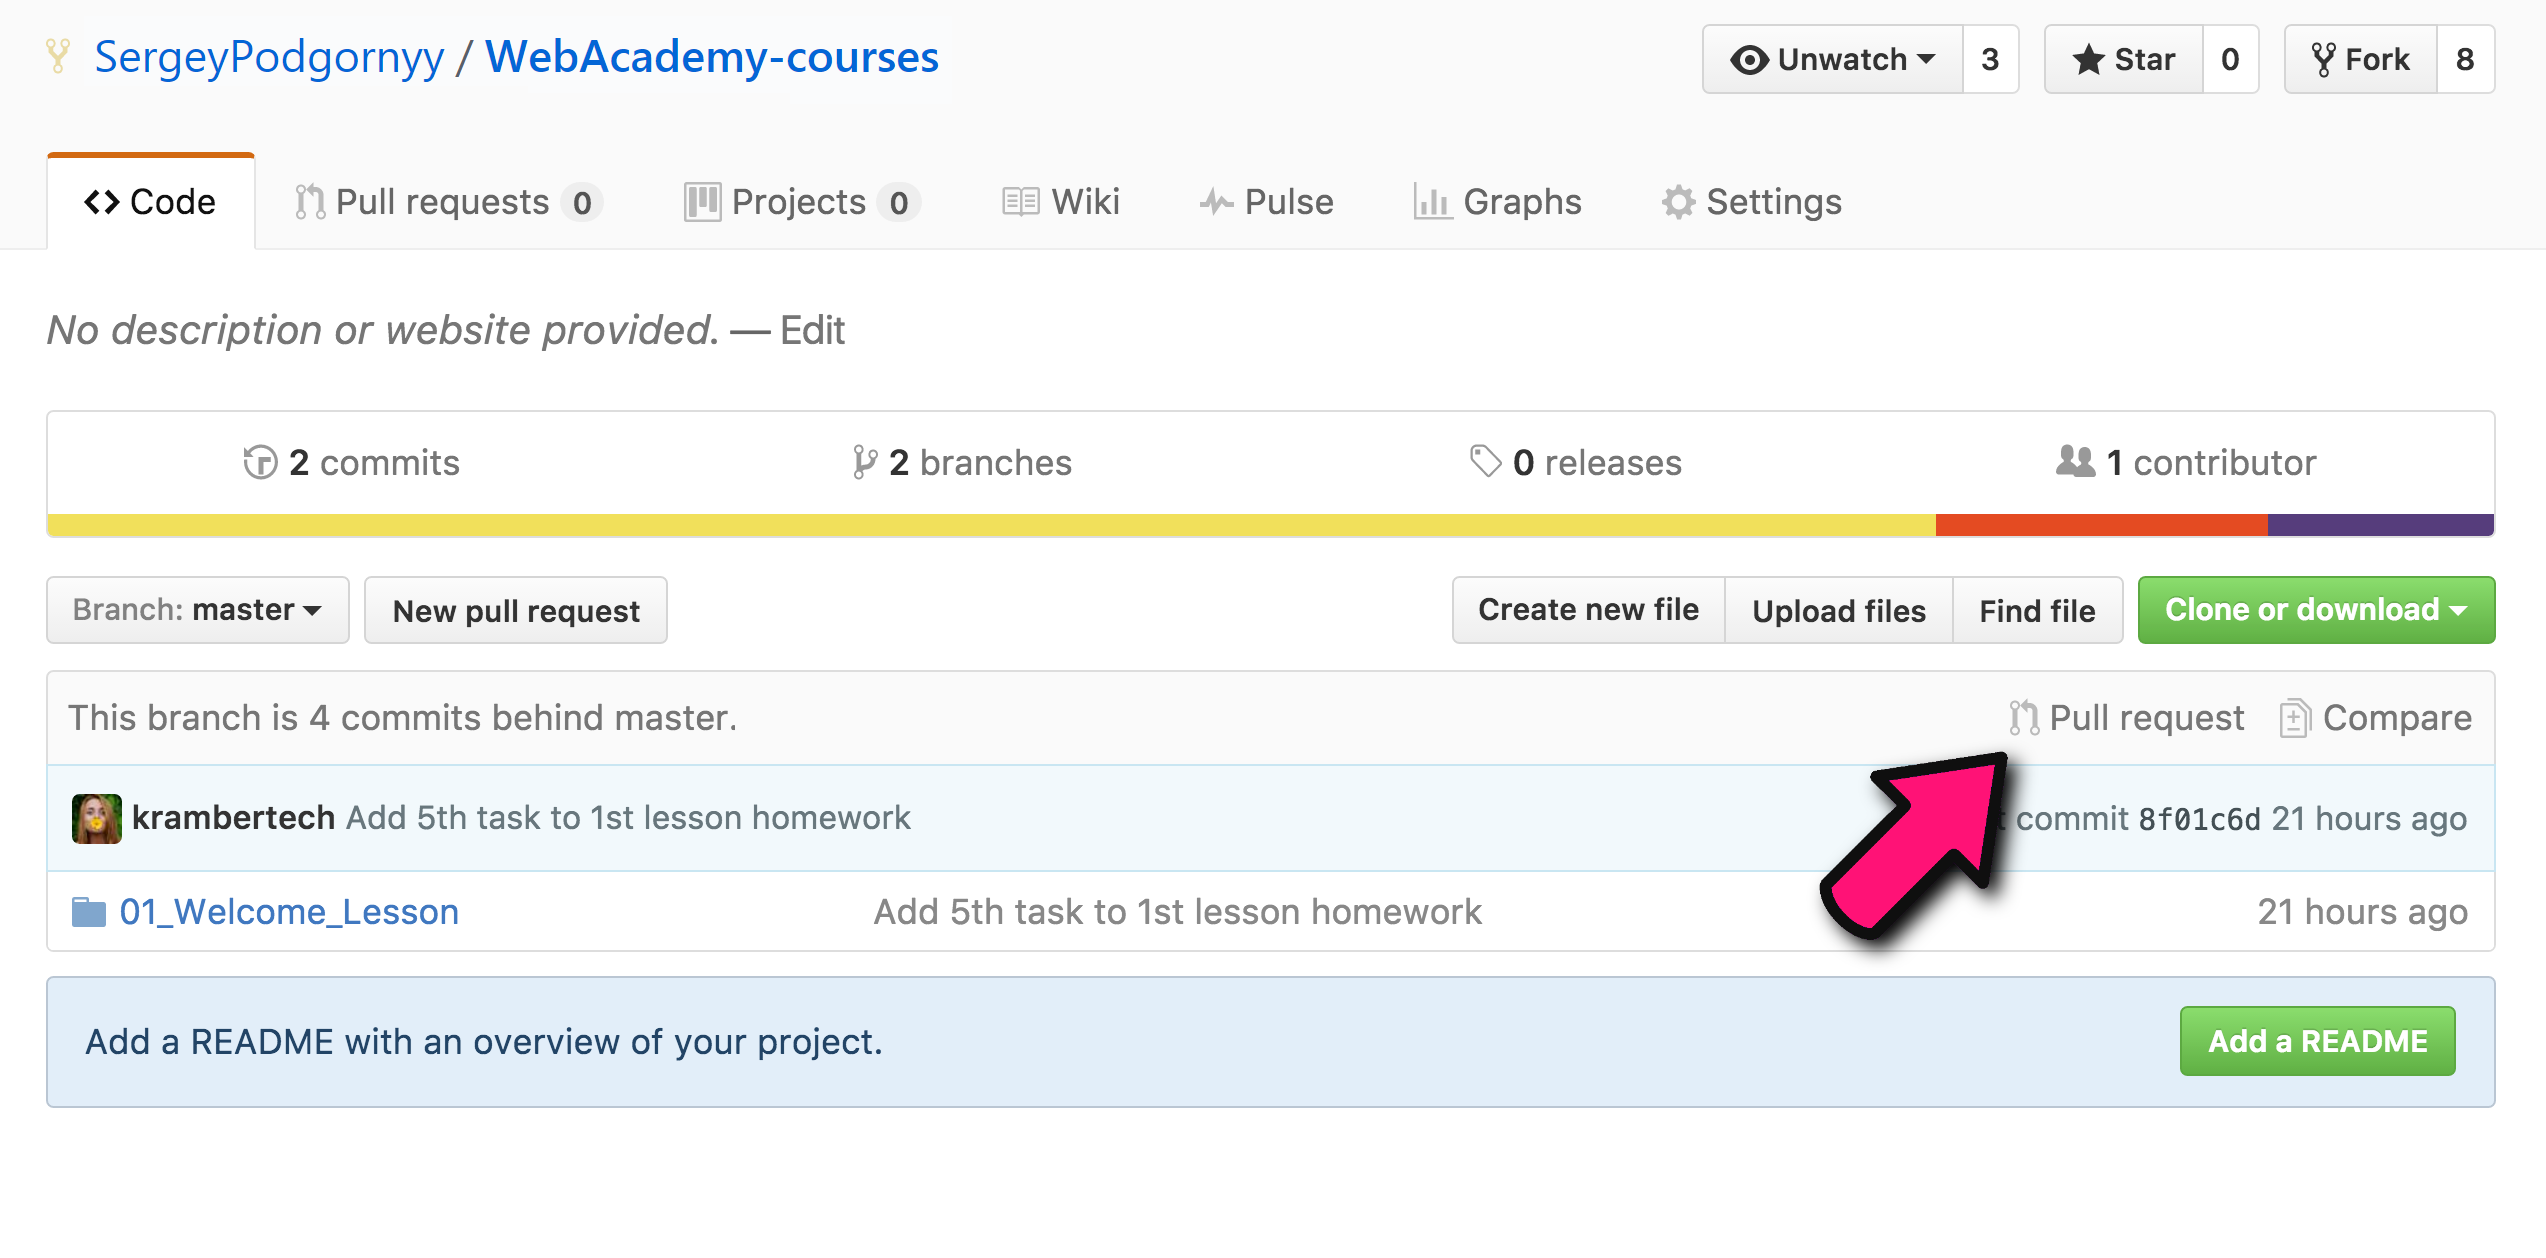 SergeyPodgornyy / WebAcademy-courses Unwatch 3 Star 0 Fork 8
Code Pull requests 0 Projects 0 Wiki Pulse Graphs Settings
No description or website provided. — Edit
2 commits 2 branches 0 releases 1 contributor
Branch: master New pull request Create new file Upload files Find file Clone or download
This branch is 4 commits behind master. Pull request Compare
krambertech Add 5th task to 1st lesson homework commit 8f01c6d 21 hours ago
01_Welcome_Lesson Add 5th task to 1st lesson homework 21 hours ago
Add a README with an overview of your project. Add a README